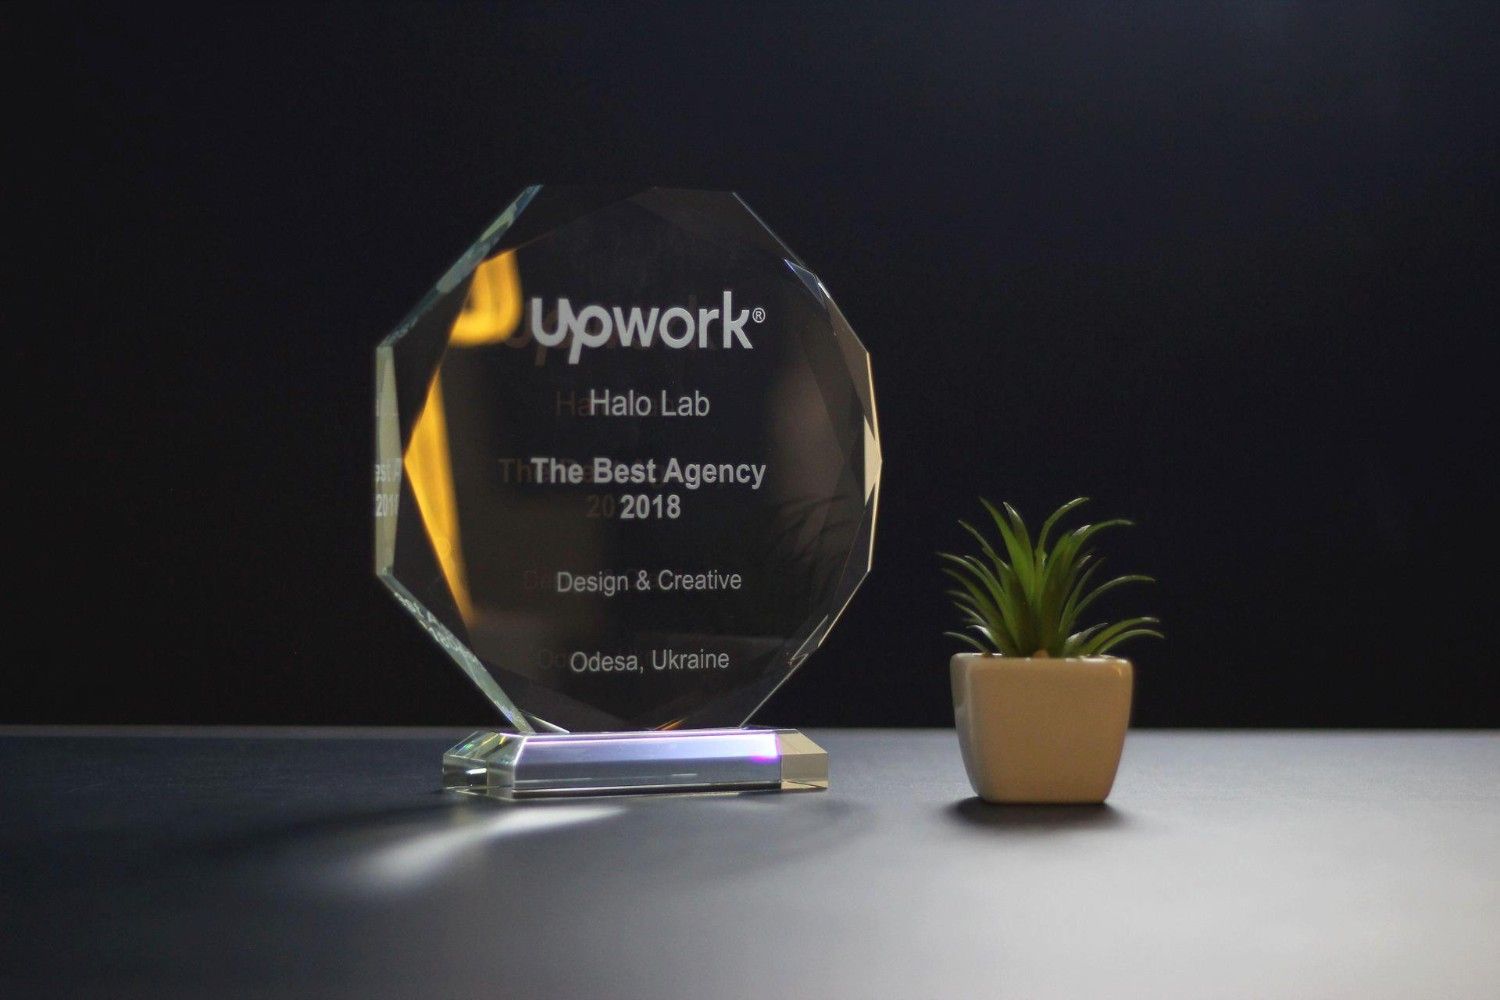 upwork®
Halo Lab
The Best Agency
2018
Design & Creative
Odesa, Ukraine